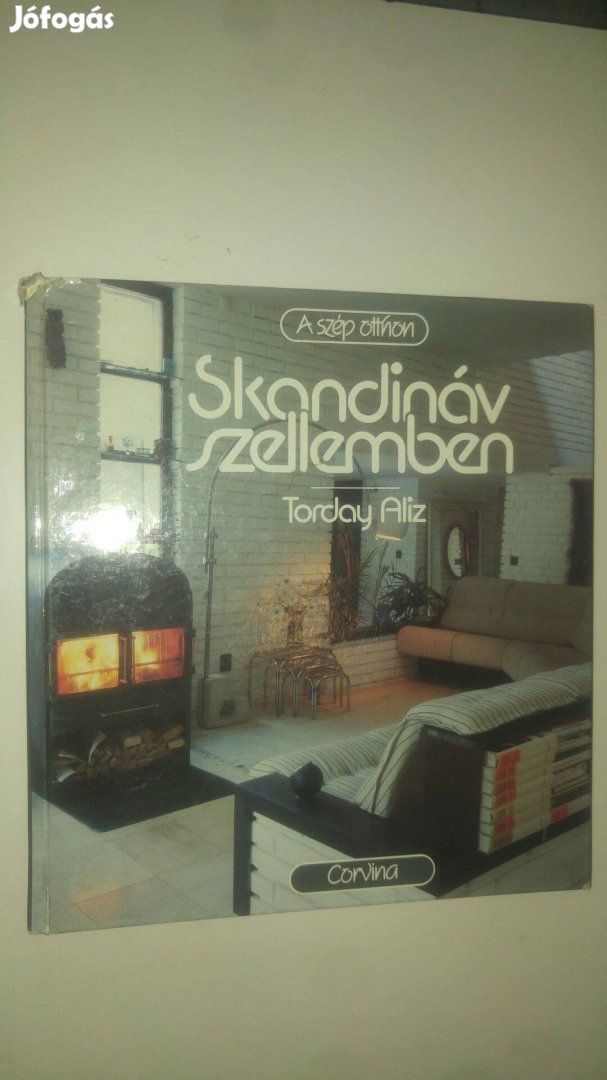 Jófogás
A szép otthon
Skandináv
szellemben
Torday Aliz
Corvina